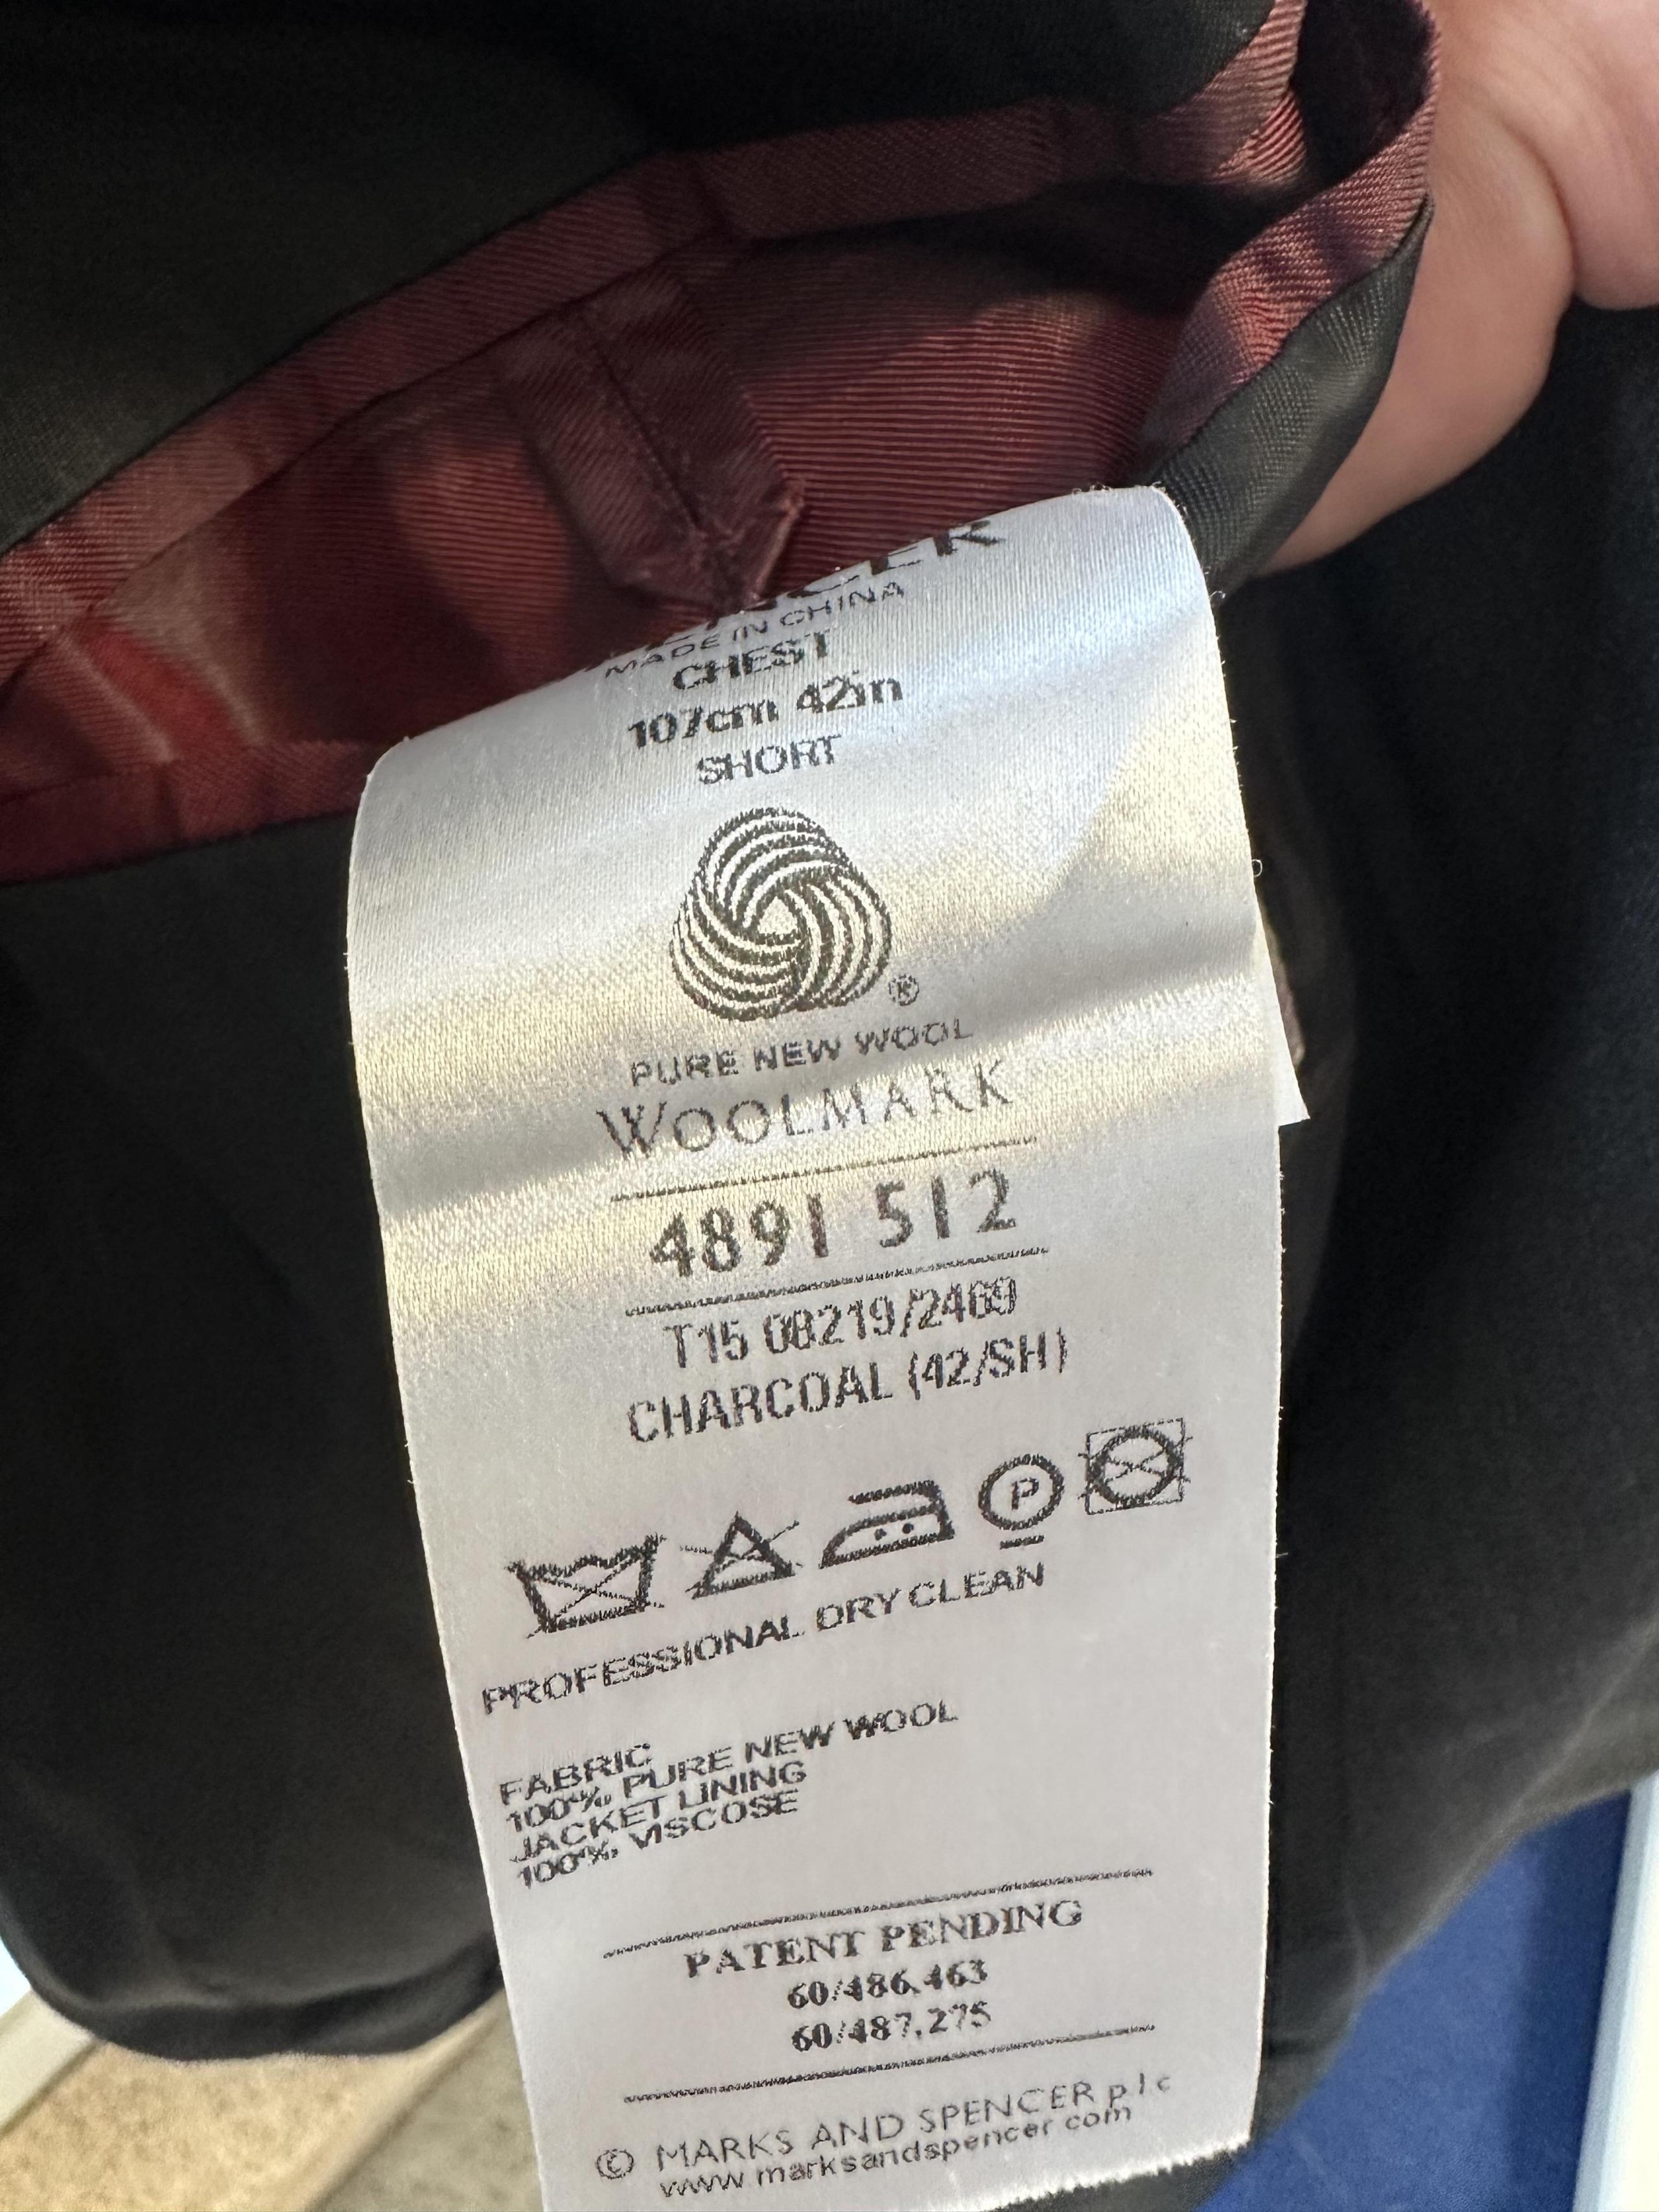 MADE IN CHINA
CHEST
107cm 42in
SHORT
®
PURE NEW WOOL
WOOLMARK
4891 512
T15 08219/2469
CHARCOAL (42/SH)
P
PROFESSIONAL DRY CLEAN
FABRIC
100% PURE NEW WOOL
JACKET LINING
100% VISCOSE
PATENT PENDING
60/486,463
60/487,275
© MARKS AND SPENCER plc
www.marksandspencer.com